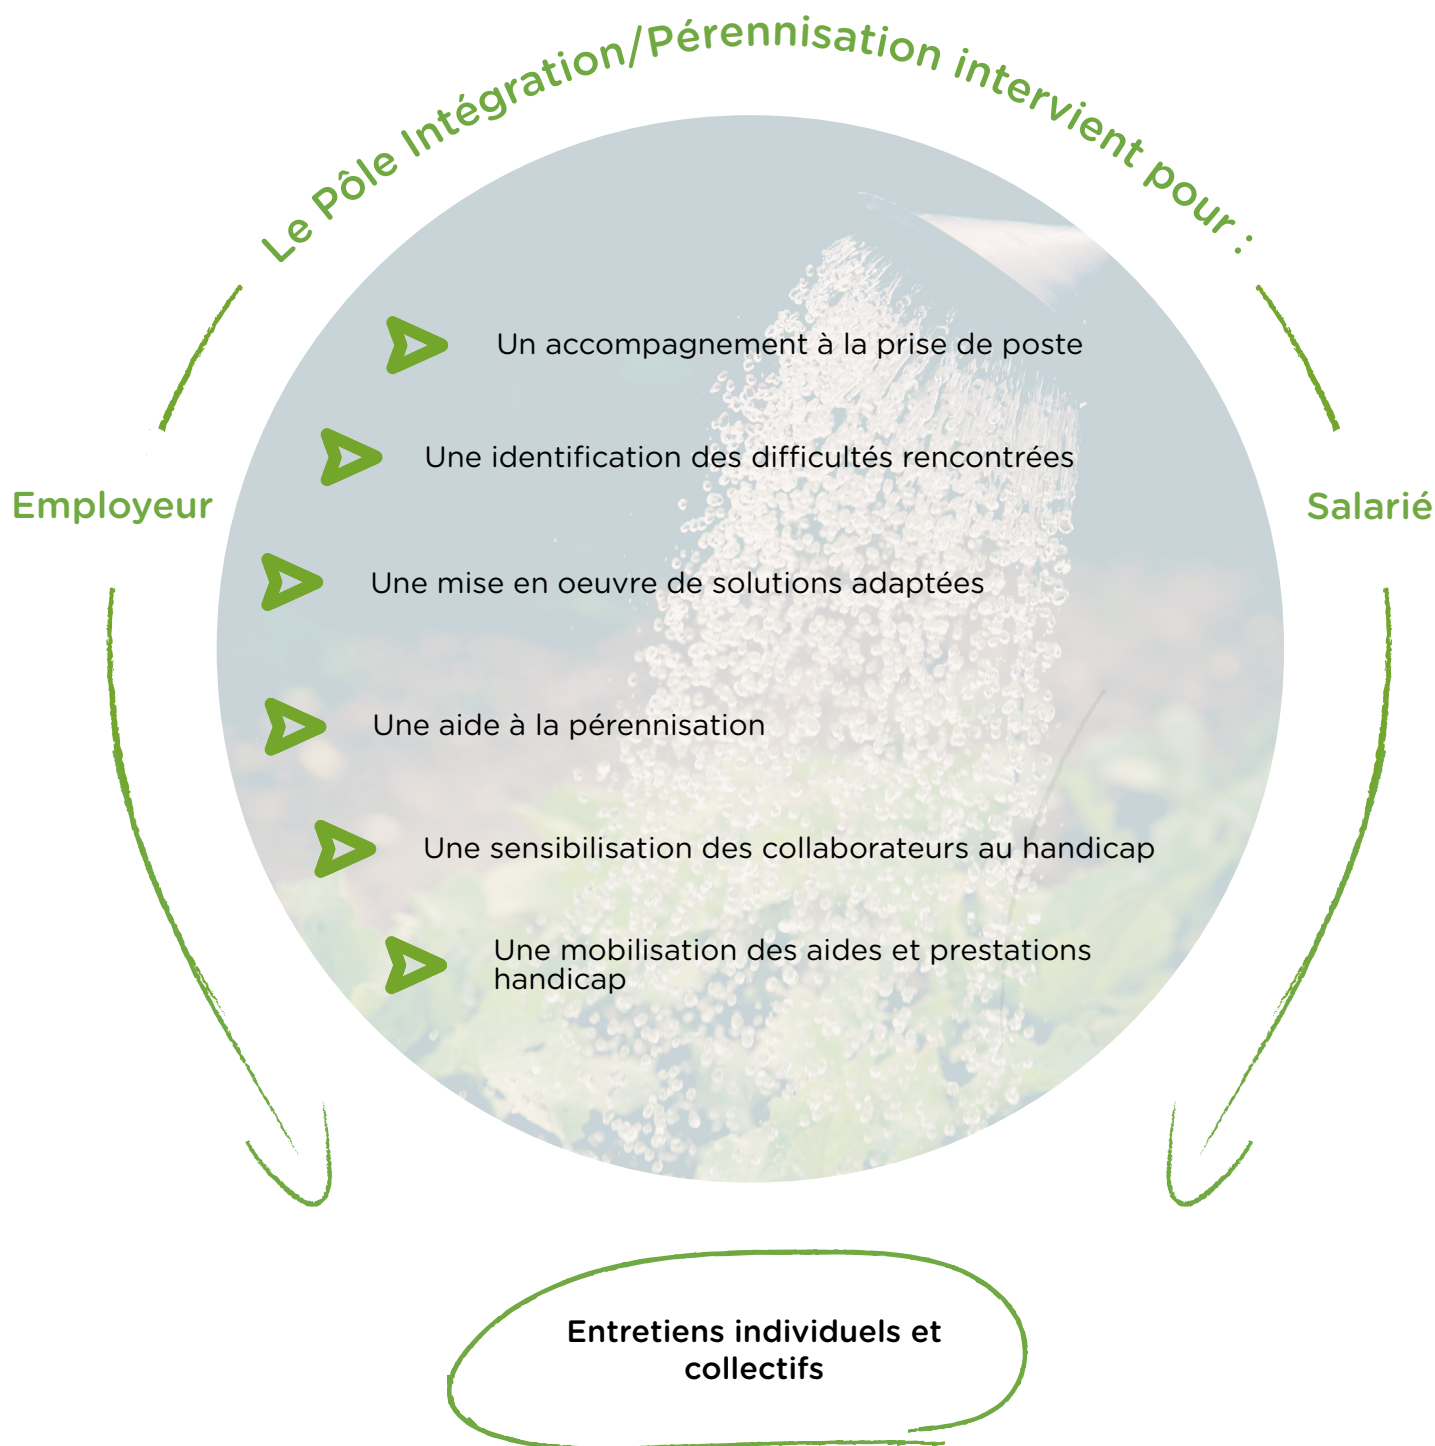 Le Pôle Intégration/Pérennisation intervient pour :
Un accompagnement à la prise de poste
Une identification des difficultés rencontrées
Employeur
Salarié
Une mise en oeuvre de solutions adaptées
Une aide à la pérennisation
Une sensibilisation des collaborateurs au handicap
Une mobilisation des aides et prestations
handicap
Entretiens individuels et
collectifs